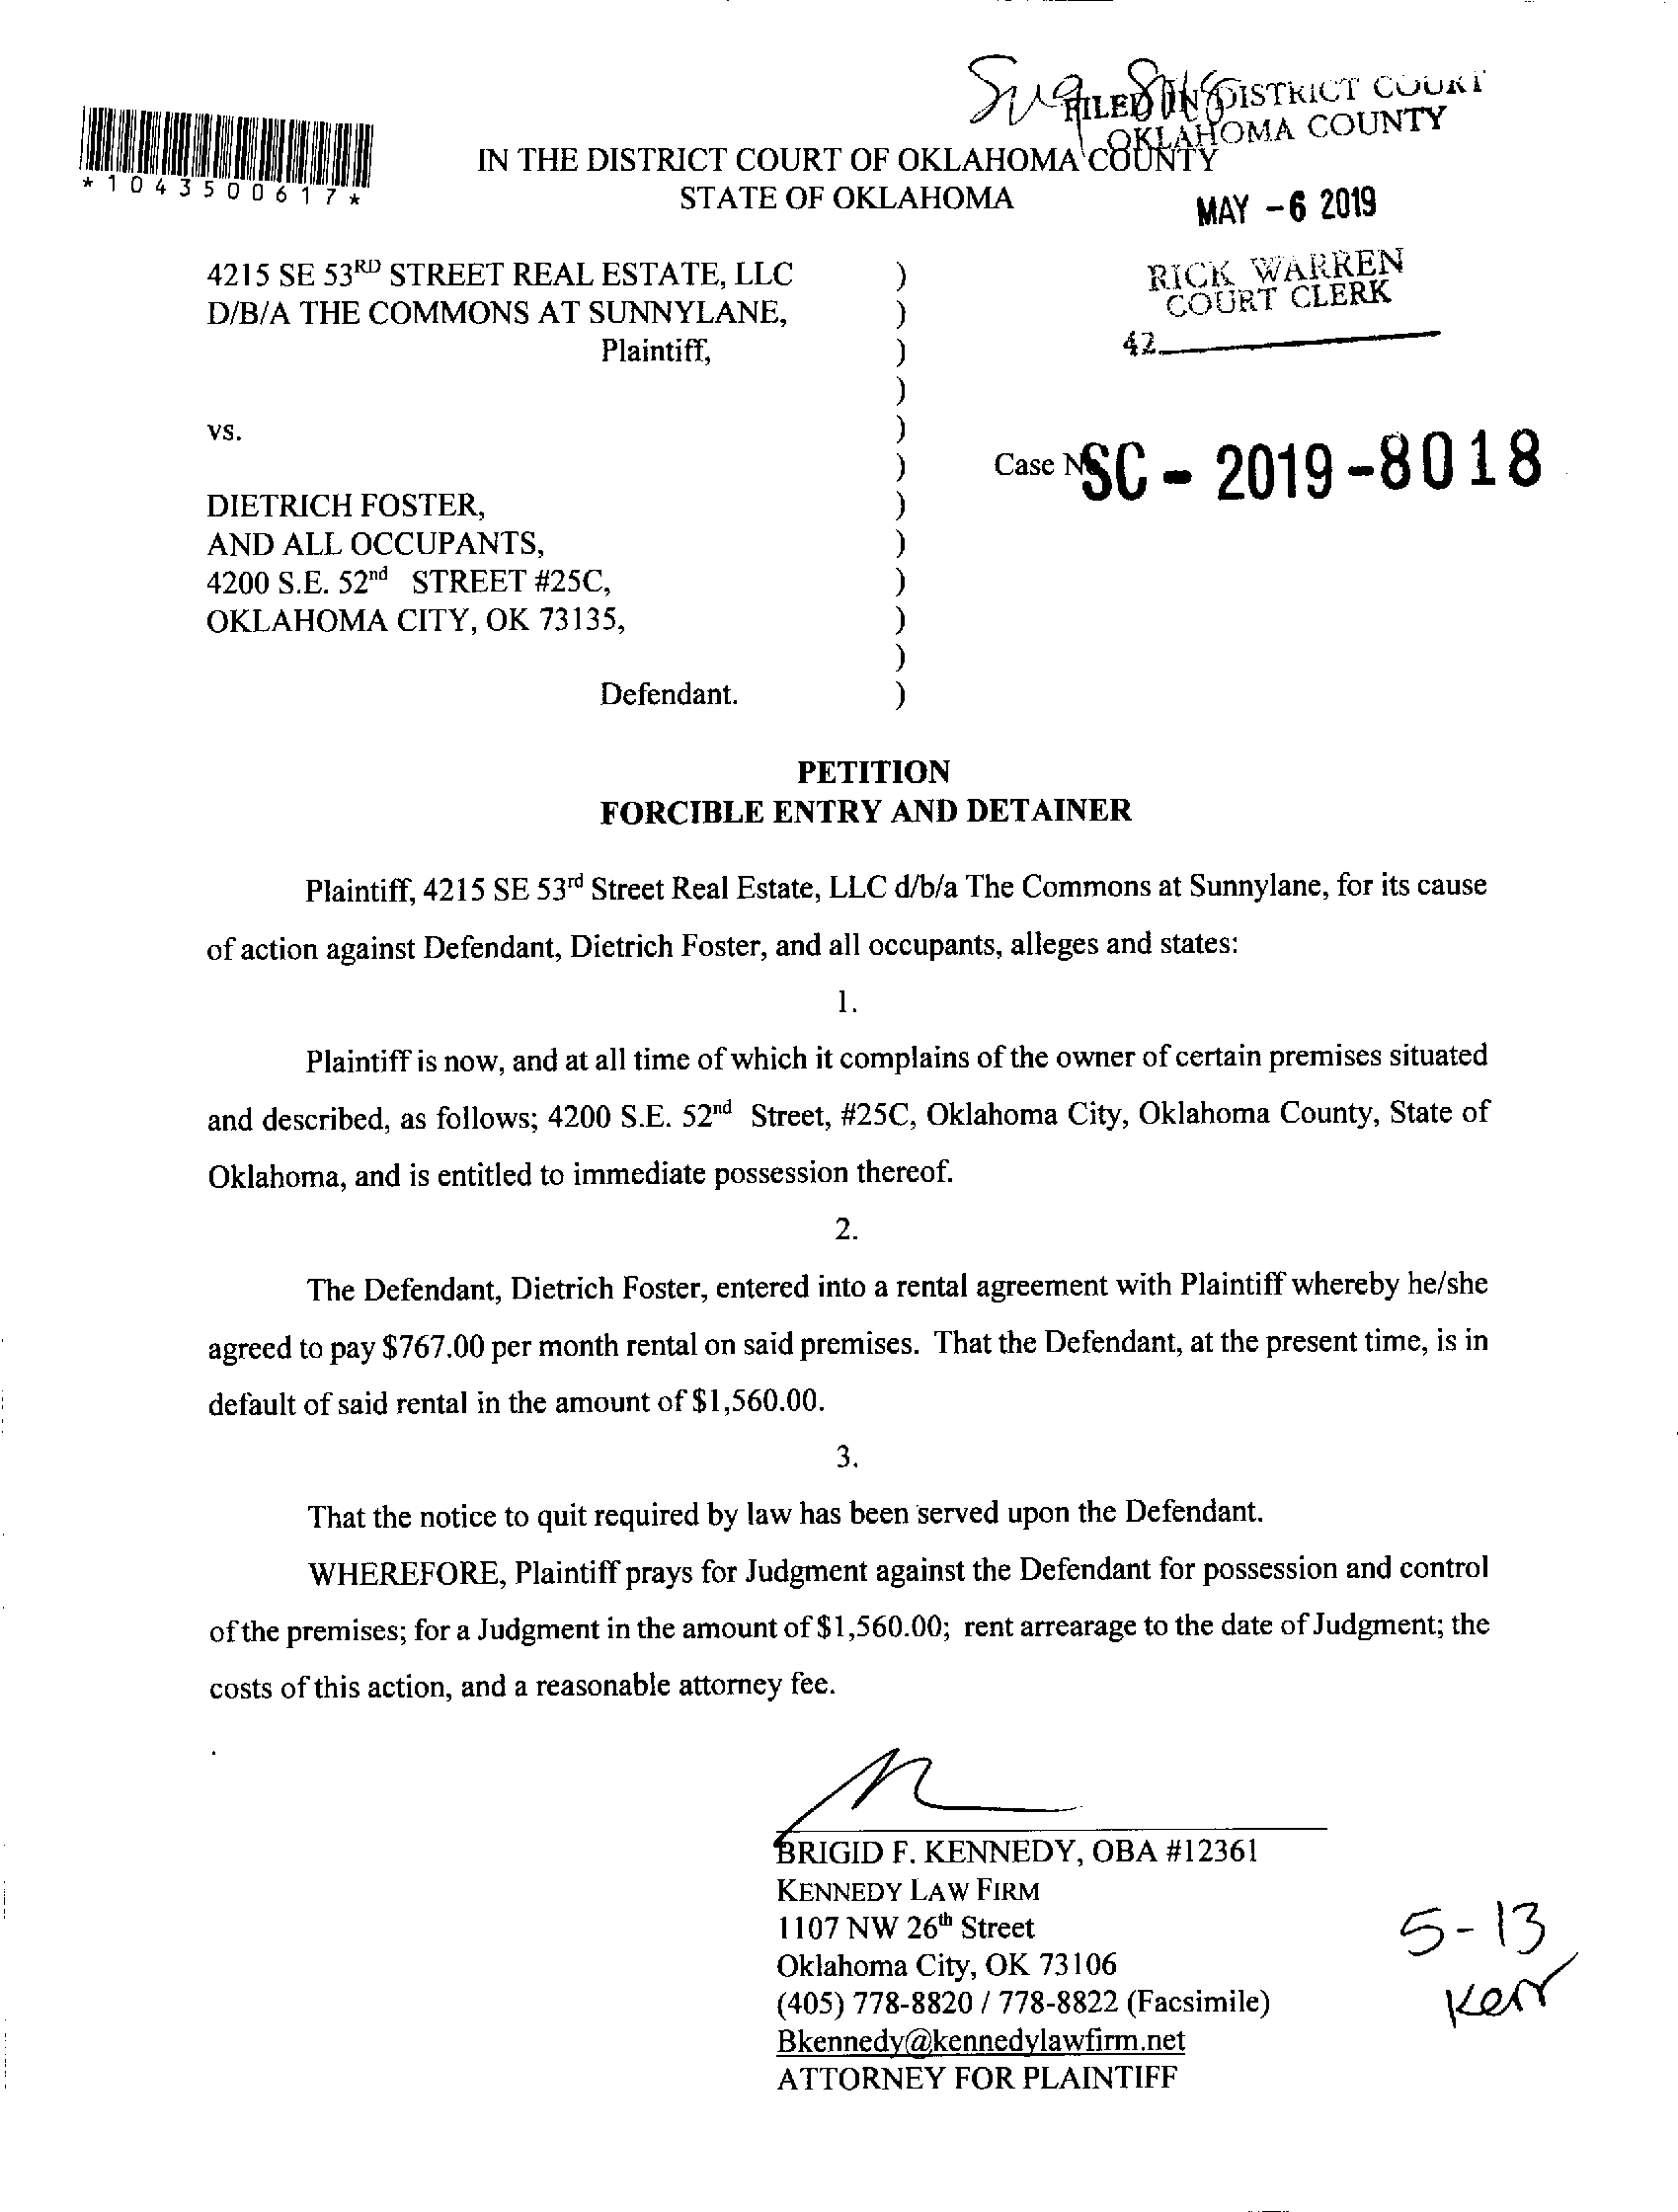 FILED IN DISTRICT COURT
OKLAHOMA COUNTY
*1043500617*
IN THE DISTRICT COURT OF OKLAHOMA COUNTY
STATE OF OKLAHOMA
MAY -6 2019
RICK WARREN
COURT CLERK
42
4215 SE 53RD STREET REAL ESTATE, LLC )
D/B/A THE COMMONS AT SUNNYLANE, )
Plaintiff, )
)
vs. )
) Case No SC - 2019-8018
DIETRICH FOSTER, )
AND ALL OCCUPANTS, )
4200 S.E. 52nd STREET #25C, )
OKLAHOMA CITY, OK 73135, )
)
Defendant. )
PETITION
FORCIBLE ENTRY AND DETAINER
Plaintiff, 4215 SE 53rd Street Real Estate, LLC d/b/a The Commons at Sunnylane, for its cause
of action against Defendant, Dietrich Foster, and all occupants, alleges and states:
1.
Plaintiff is now, and at all time of which it complains of the owner of certain premises situated
and described, as follows; 4200 S.E. 52nd Street, #25C, Oklahoma City, Oklahoma County, State of
Oklahoma, and is entitled to immediate possession thereof.
2.
The Defendant, Dietrich Foster, entered into a rental agreement with Plaintiff whereby he/she
agreed to pay $767.00 per month rental on said premises. That the Defendant, at the present time, is in
default of said rental in the amount of $1,560.00.
3.
That the notice to quit required by law has been served upon the Defendant.
WHEREFORE, Plaintiff prays for Judgment against the Defendant for possession and control
of the premises; for a Judgment in the amount of $1,560.00; rent arrearage to the date of Judgment; the
costs of this action, and a reasonable attorney fee.
BRIGID F. KENNEDY, OBA #12361
KENNEDY LAW FIRM
1107 NW 26th Street
Oklahoma City, OK 73106
(405) 778-8820 / 778-8822 (Facsimile)
Bkennedy@kennedylawfirm.net
ATTORNEY FOR PLAINTIFF
5-13
Kerr